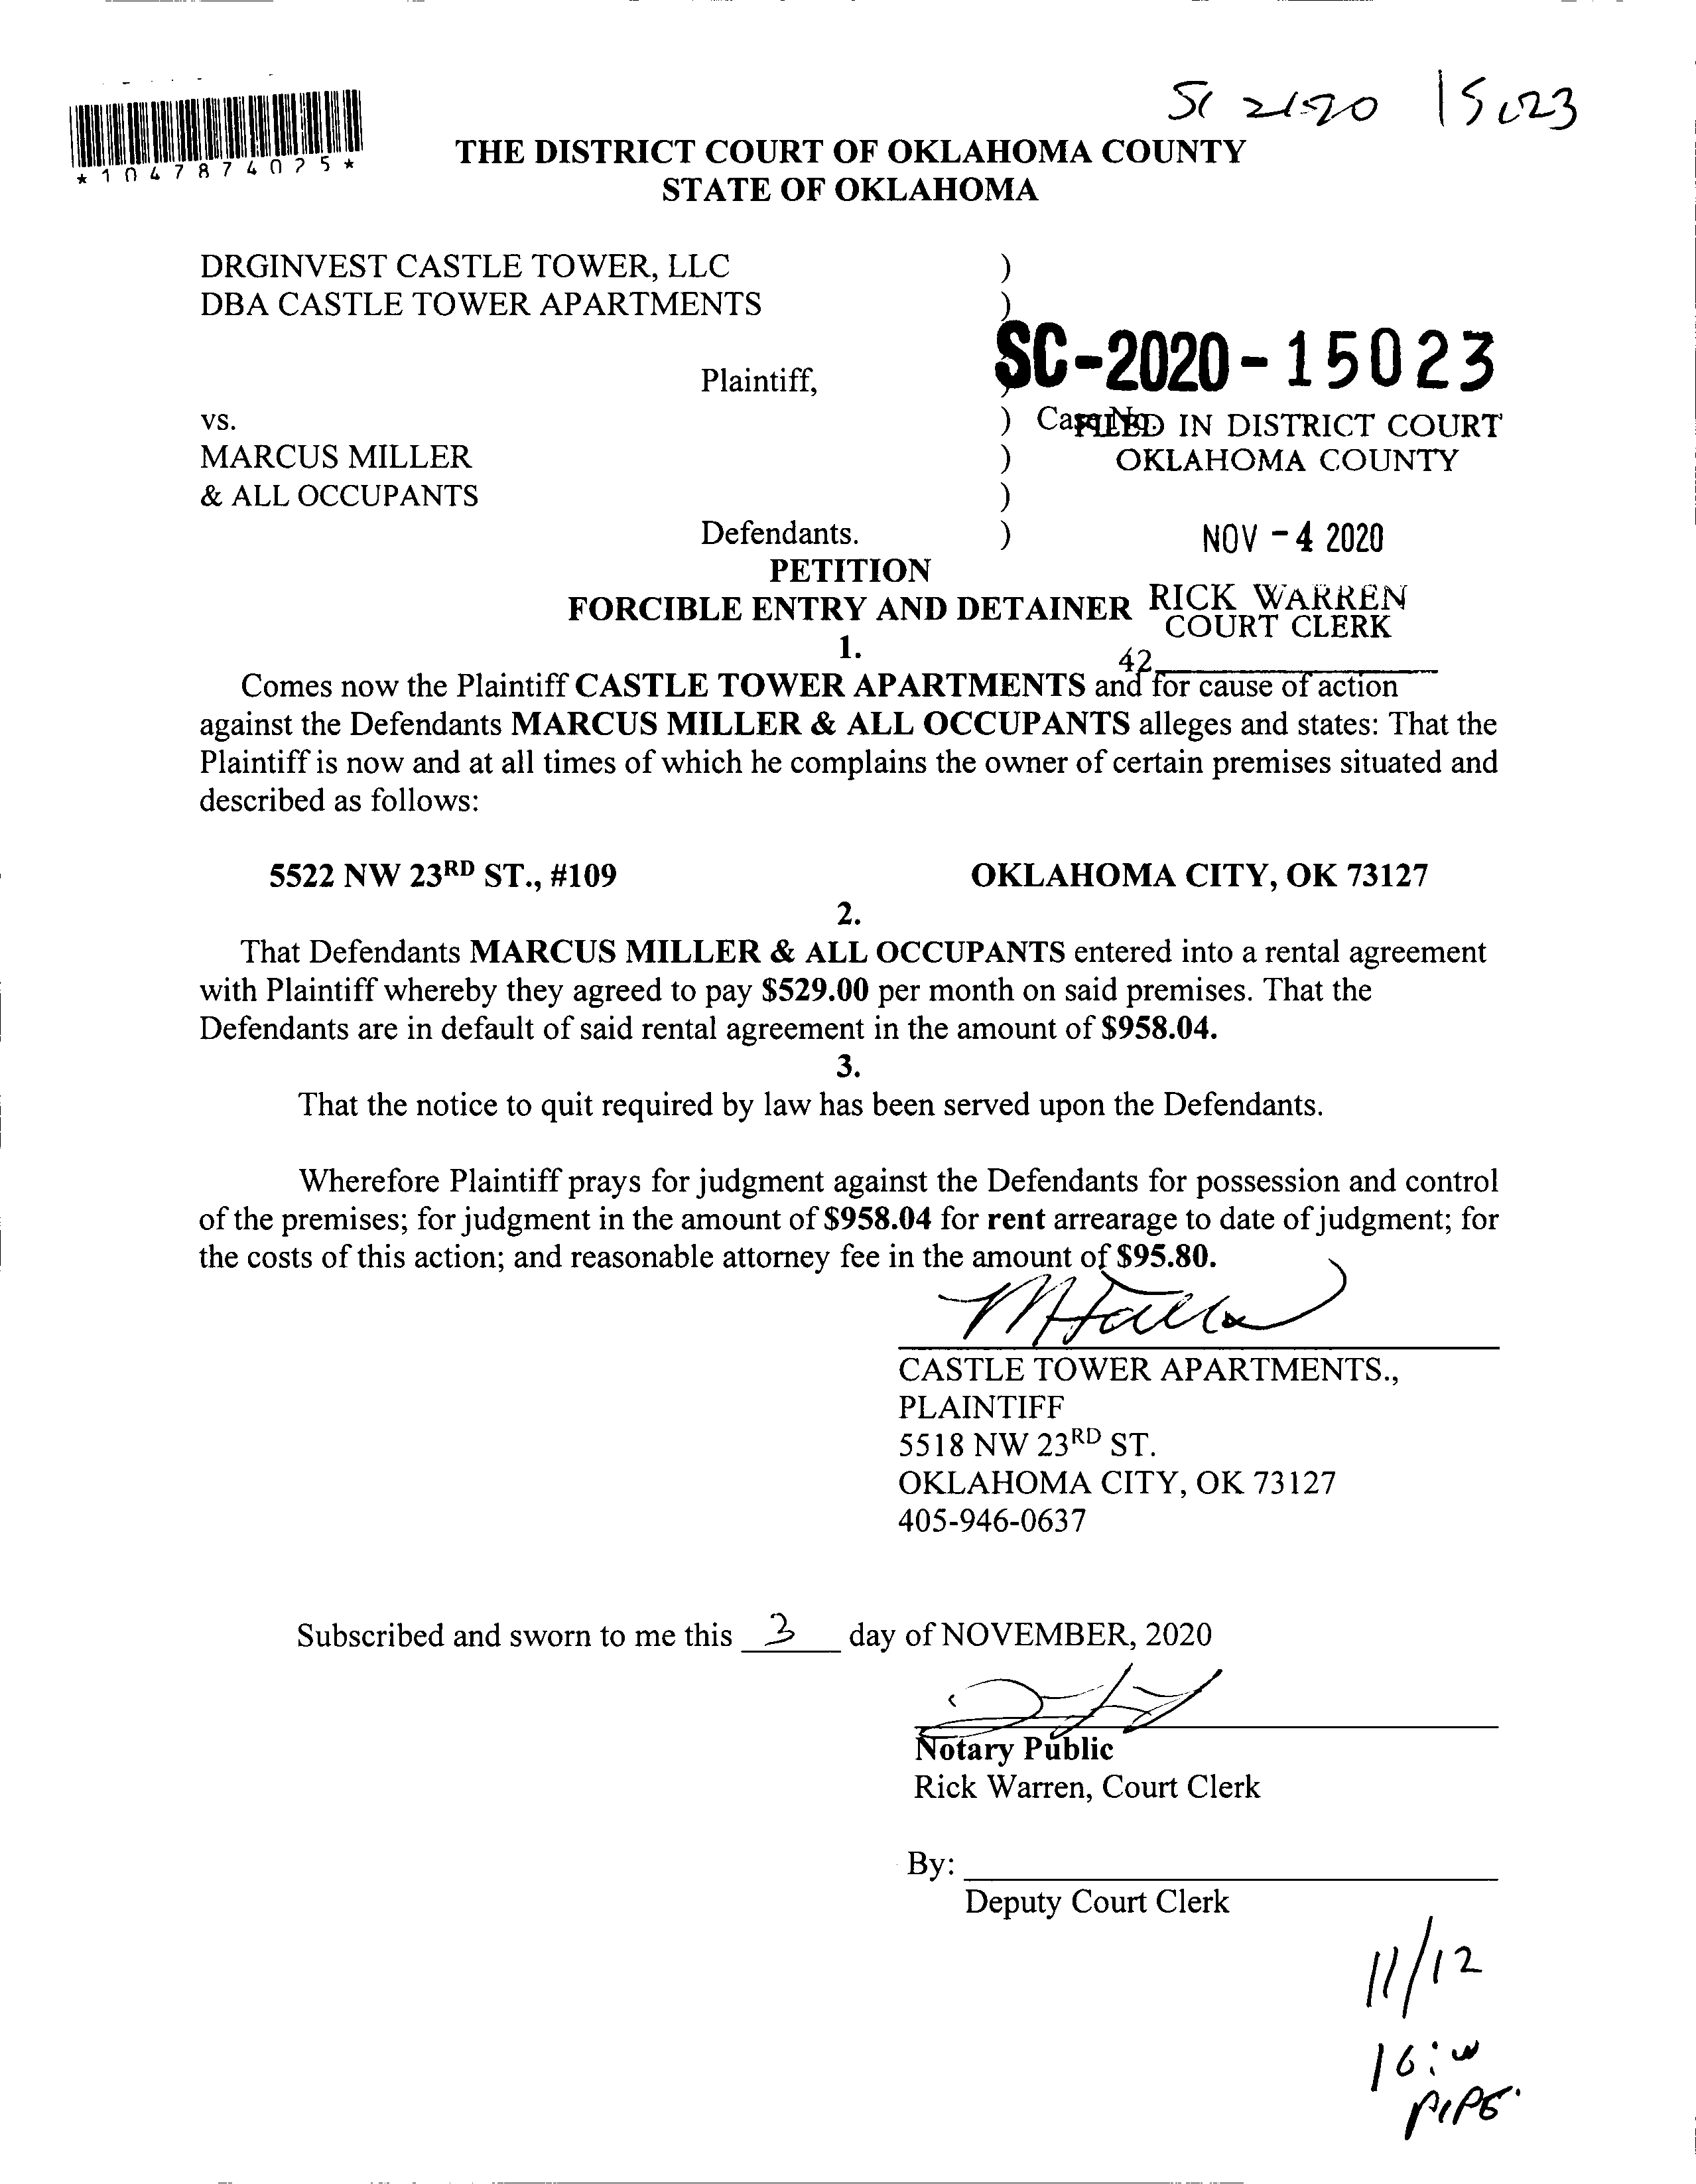 SC 2020 15023
*1047874025*
THE DISTRICT COURT OF OKLAHOMA COUNTY
STATE OF OKLAHOMA
DRGINVEST CASTLE TOWER, LLC )
DBA CASTLE TOWER APARTMENTS )
SC-2020-15023
Plaintiff, )
vs. ) Case No.
FILED IN DISTRICT COURT
MARCUS MILLER )
OKLAHOMA COUNTY
& ALL OCCUPANTS )
Defendants. )
NOV -4 2020
PETITION
FORCIBLE ENTRY AND DETAINER
RICK WARREN
COURT CLERK
1.
42
Comes now the Plaintiff CASTLE TOWER APARTMENTS and for cause of action
against the Defendants MARCUS MILLER & ALL OCCUPANTS alleges and states: That the
Plaintiff is now and at all times of which he complains the owner of certain premises situated and
described as follows:
5522 NW 23RD ST., #109 OKLAHOMA CITY, OK 73127
2.
That Defendants MARCUS MILLER & ALL OCCUPANTS entered into a rental agreement
with Plaintiff whereby they agreed to pay $529.00 per month on said premises. That the
Defendants are in default of said rental agreement in the amount of $958.04.
3.
That the notice to quit required by law has been served upon the Defendants.
Wherefore Plaintiff prays for judgment against the Defendants for possession and control
of the premises; for judgment in the amount of $958.04 for rent arrearage to date of judgment; for
the costs of this action; and reasonable attorney fee in the amount of $95.80.
CASTLE TOWER APARTMENTS.,
PLAINTIFF
5518 NW 23RD ST.
OKLAHOMA CITY, OK 73127
405-946-0637
Subscribed and sworn to me this 3 day of NOVEMBER, 2020
Notary Public
Rick Warren, Court Clerk
By:
Deputy Court Clerk
11/12